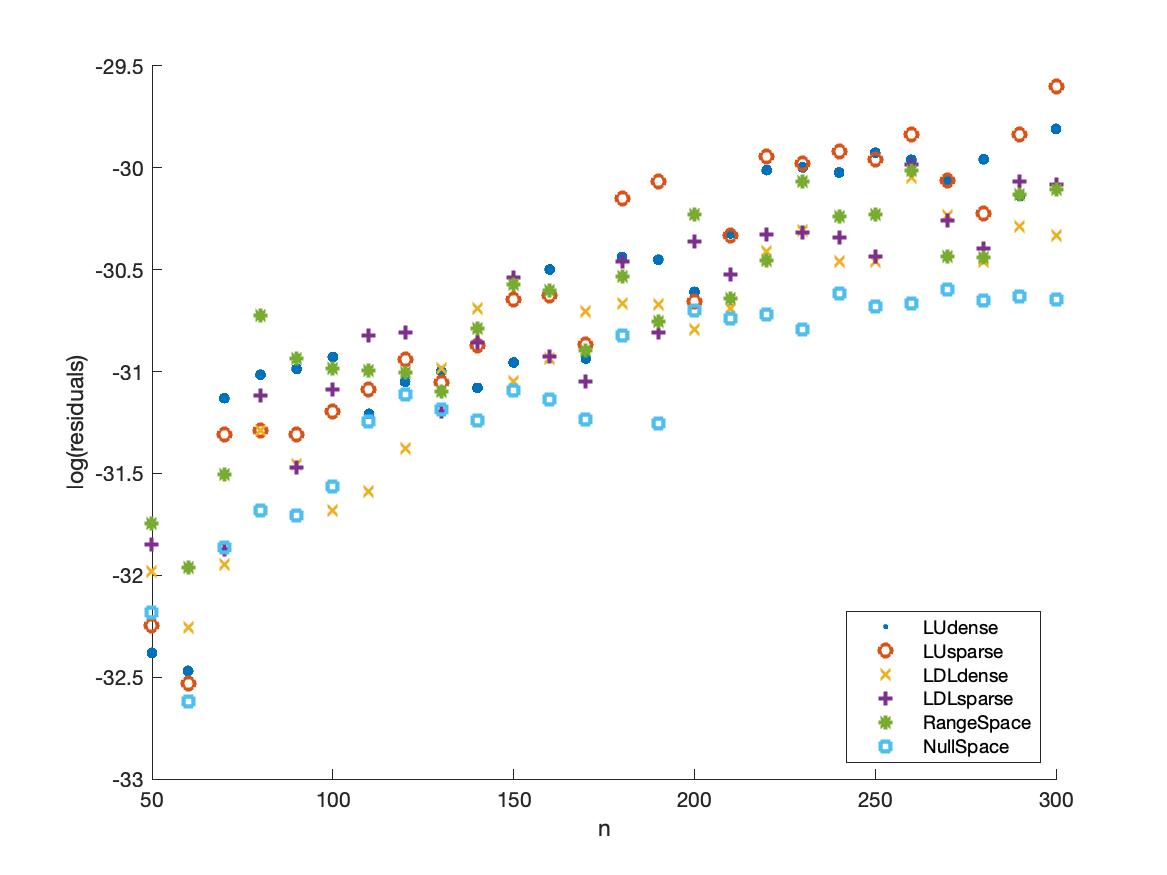 -29.5
-30
-30.5
-31
-31.5
-32
-32.5
-33
log(residuals)
50 100 150 200 250 300
n
LUdense
LUsparse
LDLdense
LDLsparse
RangeSpace
NullSpace